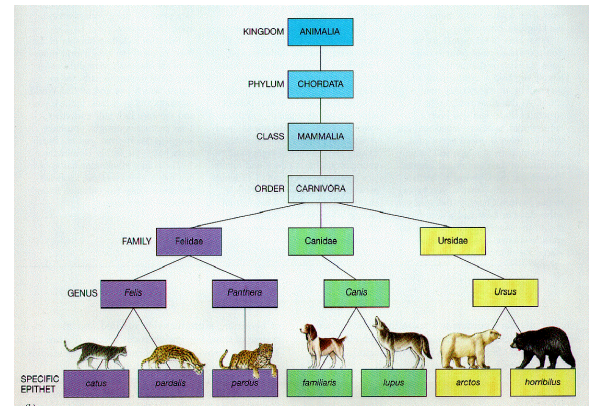 KINGDOM ANIMALIA
PHYLUM CHORDATA
CLASS MAMMALIA
ORDER CARNIVORA
FAMILY Felidae Canidae Ursidae
GENUS Felis Panthera Canis Ursus
SPECIFIC
EPITHET catus pardalis pardus familiaris lupus arctos horribilus